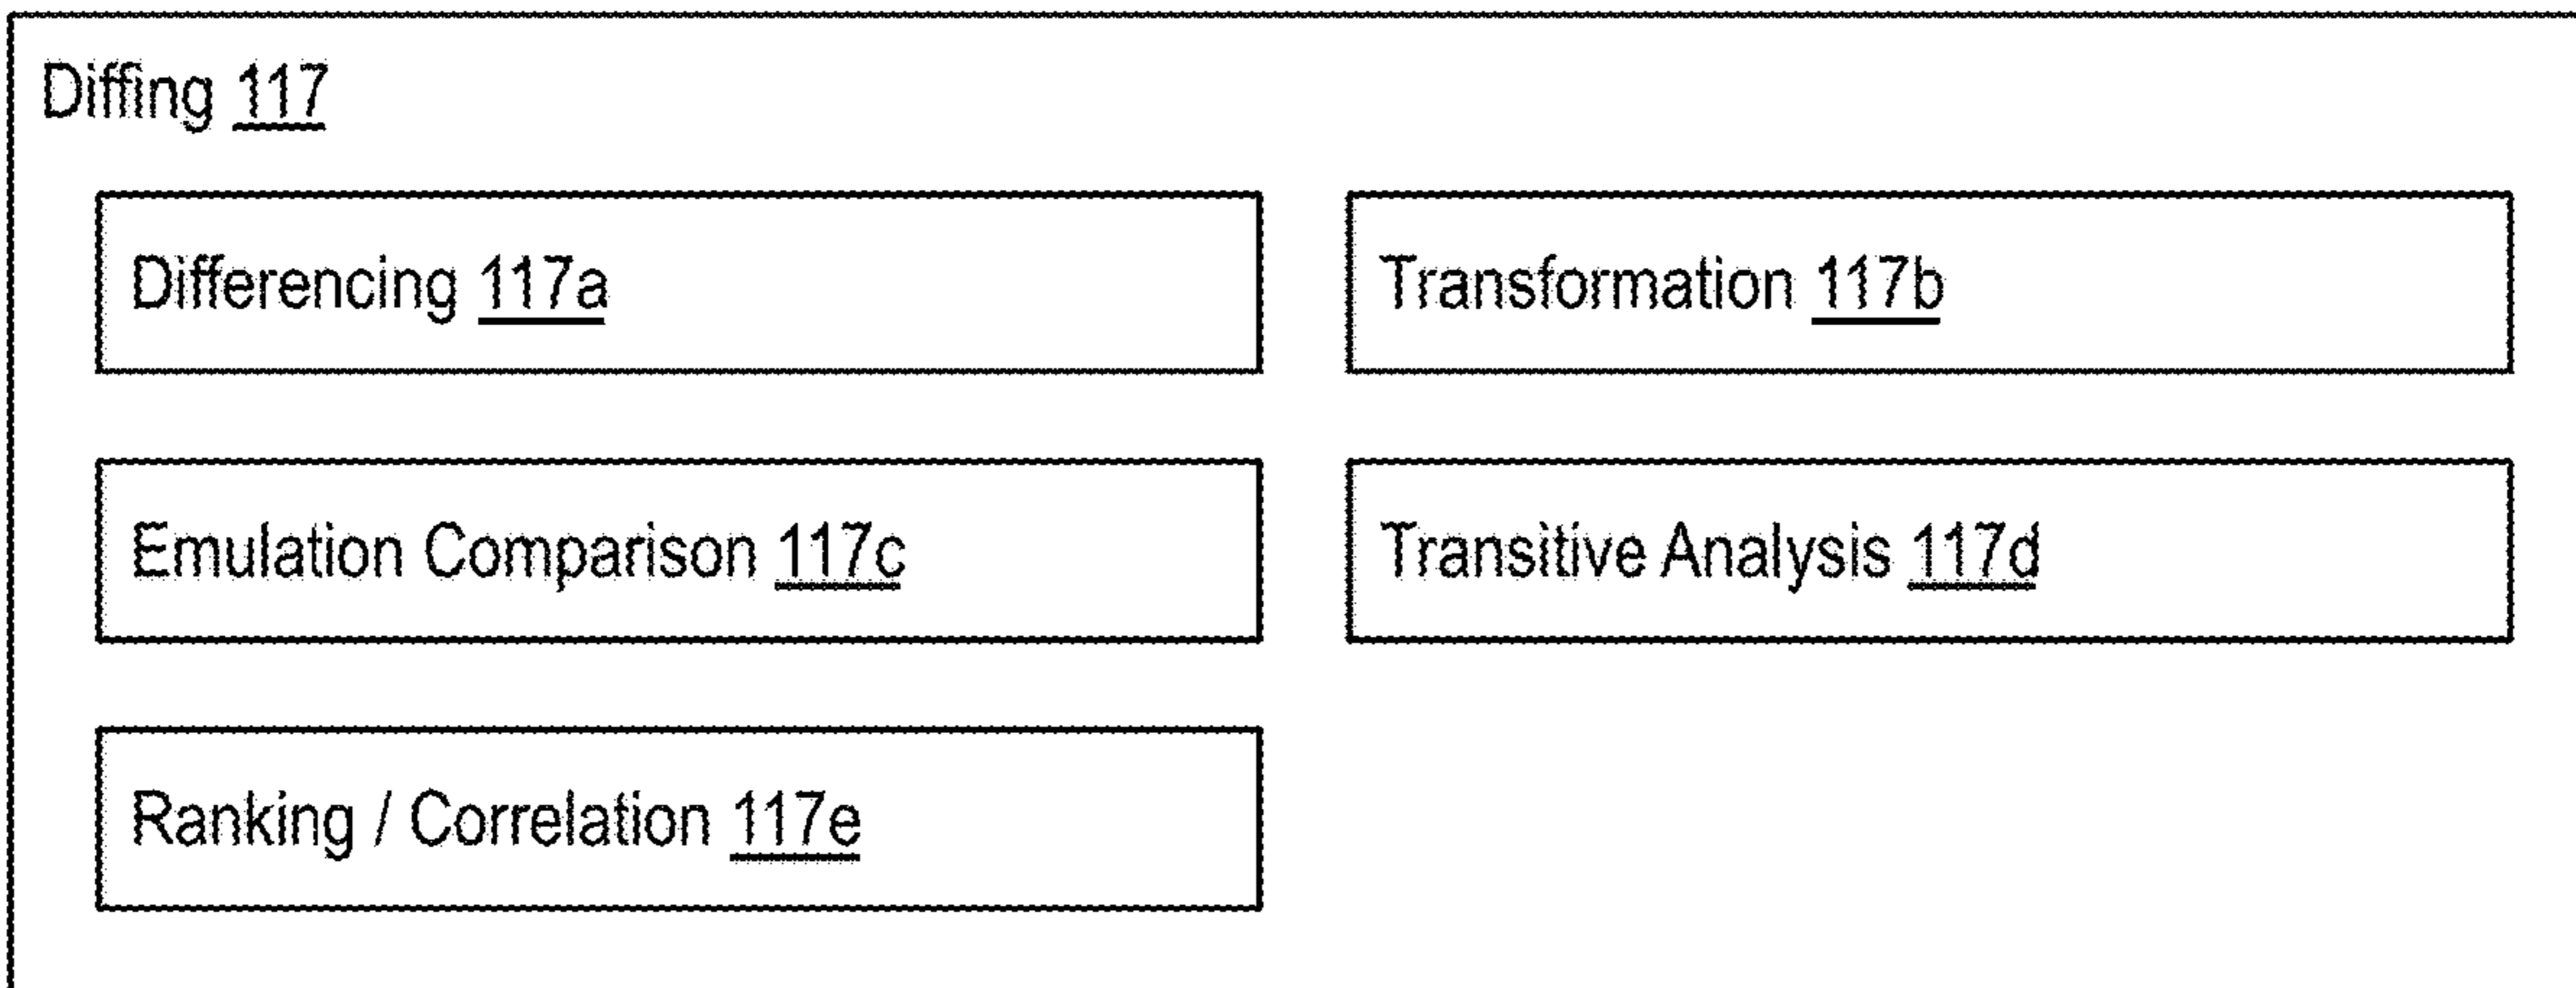 Diffing 117
Differencing 117a
Transformation 117b
Emulation Comparison 117c
Transitive Analysis 117d
Ranking / Correlation 117e